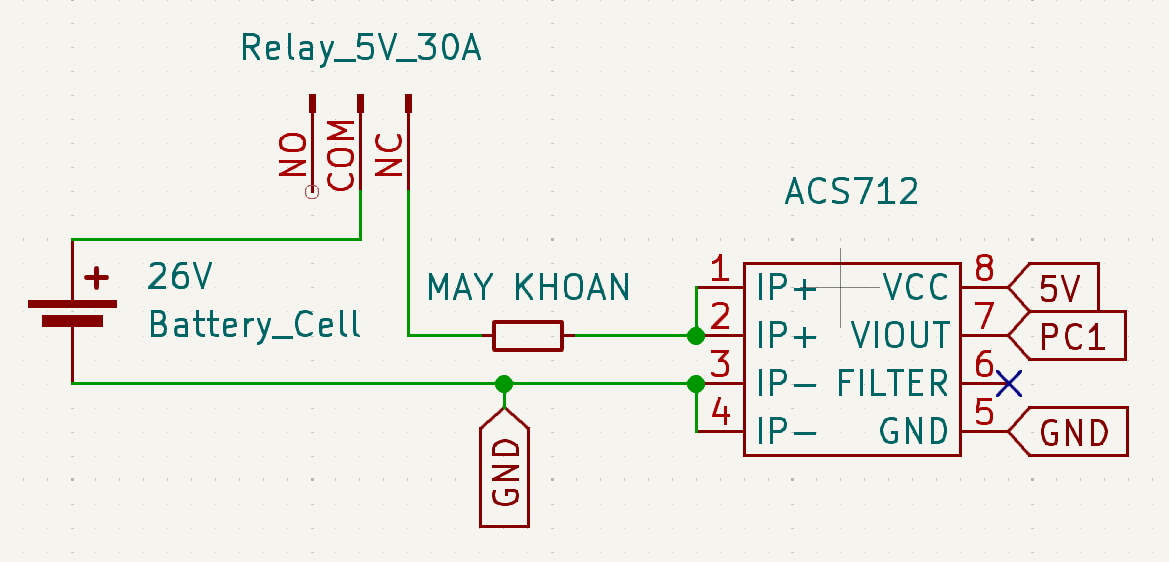 Relay_5V_30A
NO
COM
NC
ACS712
26V
Battery_Cell
MAY KHOAN
1 IP+ VCC 8 5V
2 IP+ VIOUT 7 PC1
3 IP- FILTER 6
4 IP- GND 5 GND
GND